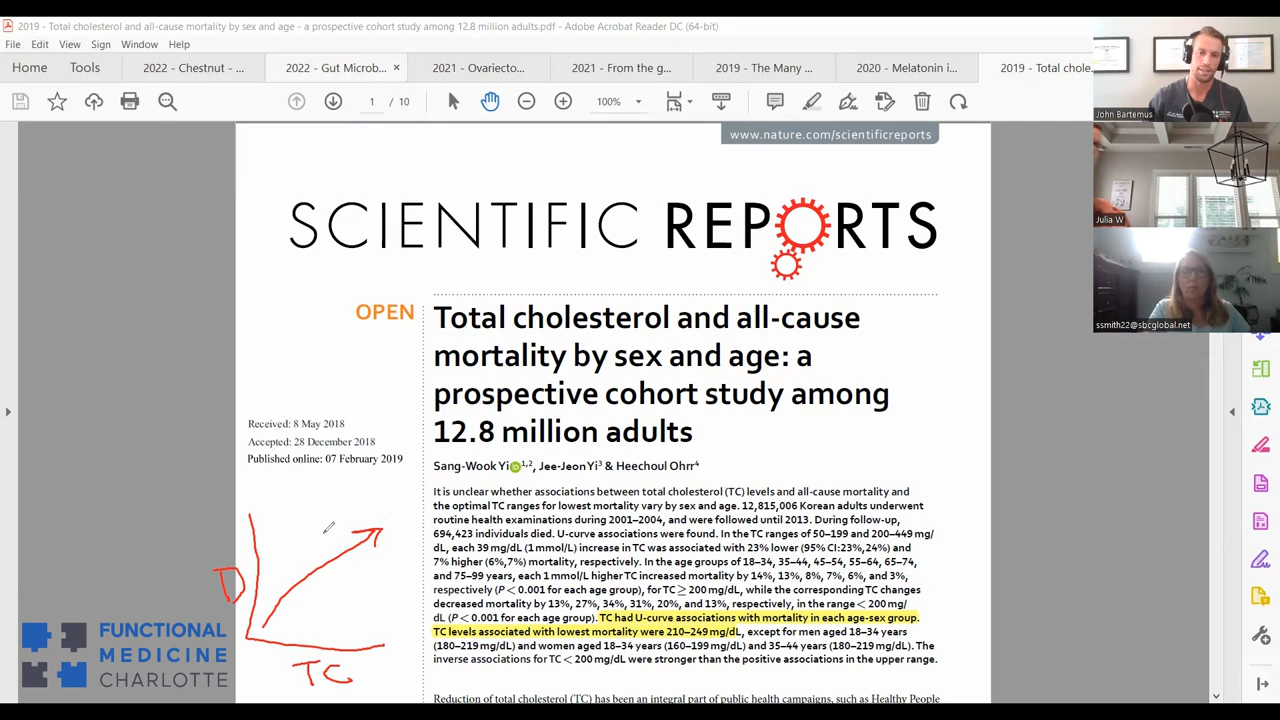 2019 - Total cholesterol and all-cause mortality by sex and age - a prospective cohort study among 12.8 million adults.pdf - Adobe Acrobat Reader DC (64-bit)
File Edit View Sign Window Help
Home Tools 2022 - Chestnut - ... 2022 - Gut Microb... × 2021 - Ovariect... 2021 - From the g... 2019 - The Many ... 2020 - Melatonin i... 2019 - Total chole...
1 / 10 100%
John Bartemus
Julia W
ssmith22@sbcglobal.net
www.nature.com/scientificreports
SCIENTIFIC REPORTS
OPEN
Total cholesterol and all-cause
mortality by sex and age: a
prospective cohort study among
12.8 million adults
Received: 8 May 2018
Accepted: 28 December 2018
Published online: 07 February 2019
Sang-Wook Yi 1,2, Jee-Jeon Yi3 & Heechoul Ohrr4
It is unclear whether associations between total cholesterol (TC) levels and all-cause mortality and
the optimal TC ranges for lowest mortality vary by sex and age. 12,815,006 Korean adults underwent
routine health examinations during 2001–2004, and were followed until 2013. During follow-up,
694,423 individuals died. U-curve associations were found. In the TC ranges of 50–199 and 200–449 mg/
dL, each 39 mg/dL (1 mmol/L) increase in TC was associated with 23% lower (95% CI:23%,24%) and
7% higher (6%,7%) mortality, respectively. In the age groups of 18–34, 35–44, 45–54, 55–64, 65–74,
and 75–99 years, each 1 mmol/L higher TC increased mortality by 14%, 13%, 8%, 7%, 6%, and 3%,
respectively (P < 0.001 for each age group), for TC ≥ 200 mg/dL, while the corresponding TC changes
decreased mortality by 13%, 27%, 34%, 31%, 20%, and 13%, respectively, in the range < 200 mg/
dL (P < 0.001 for each age group). TC had U-curve associations with mortality in each age-sex group.
TC levels associated with lowest mortality were 210–249 mg/dL, except for men aged 18–34 years
(180–219 mg/dL) and women aged 18–34 years (160–199 mg/dL) and 35–44 years (180–219 mg/dL). The
inverse associations for TC < 200 mg/dL were stronger than the positive associations in the upper range.
Reduction of total cholesterol (TC) has been an integral part of public health campaigns, such as Healthy People
D
TC
FUNCTIONAL
MEDICINE
CHARLOTTE